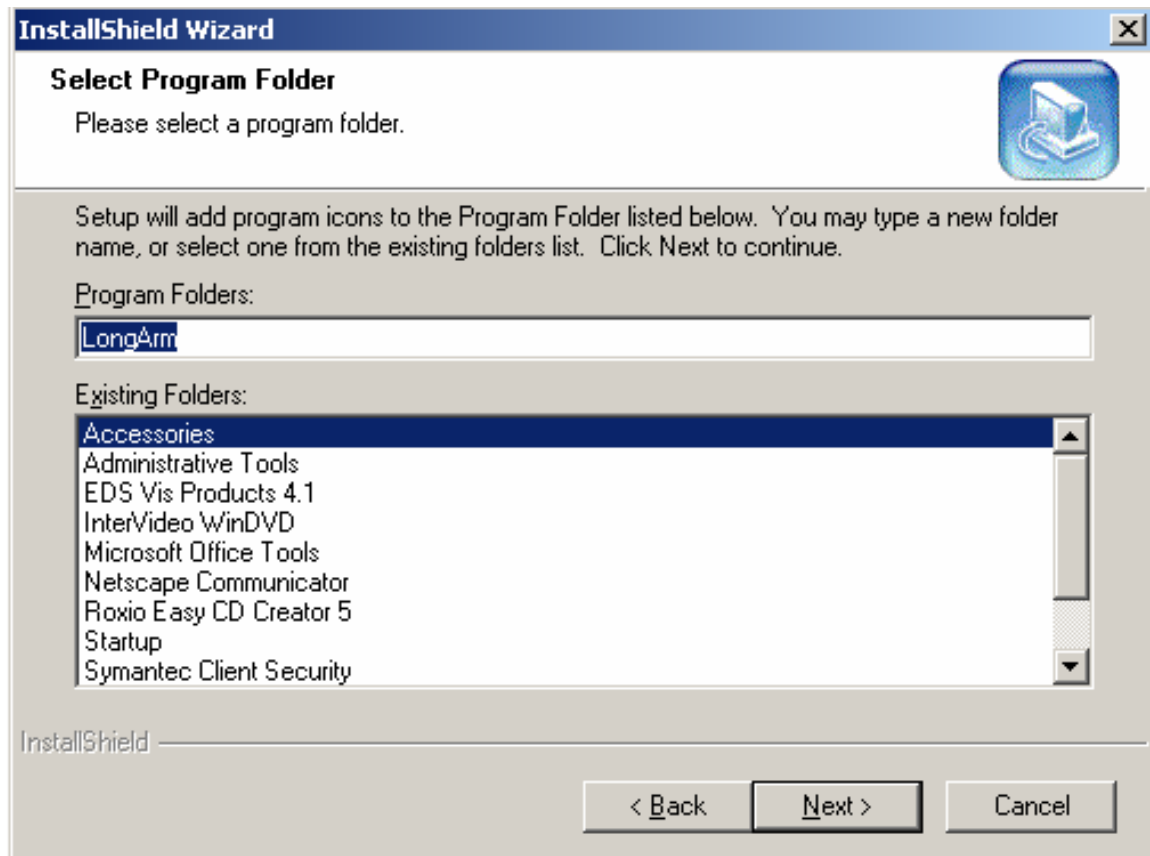 InstallShield Wizard
Select Program Folder
Please select a program folder.
Setup will add program icons to the Program Folder listed below.  You may type a new folder
name, or select one from the existing folders list.  Click Next to continue.
Program Folders:
LongArm
Existing Folders:
Accessories
Administrative Tools
EDS Vis Products 4.1
InterVideo WinDVD
Microsoft Office Tools
Netscape Communicator
Roxio Easy CD Creator 5
Startup
Symantec Client Security
InstallShield
< Back
Next >
Cancel